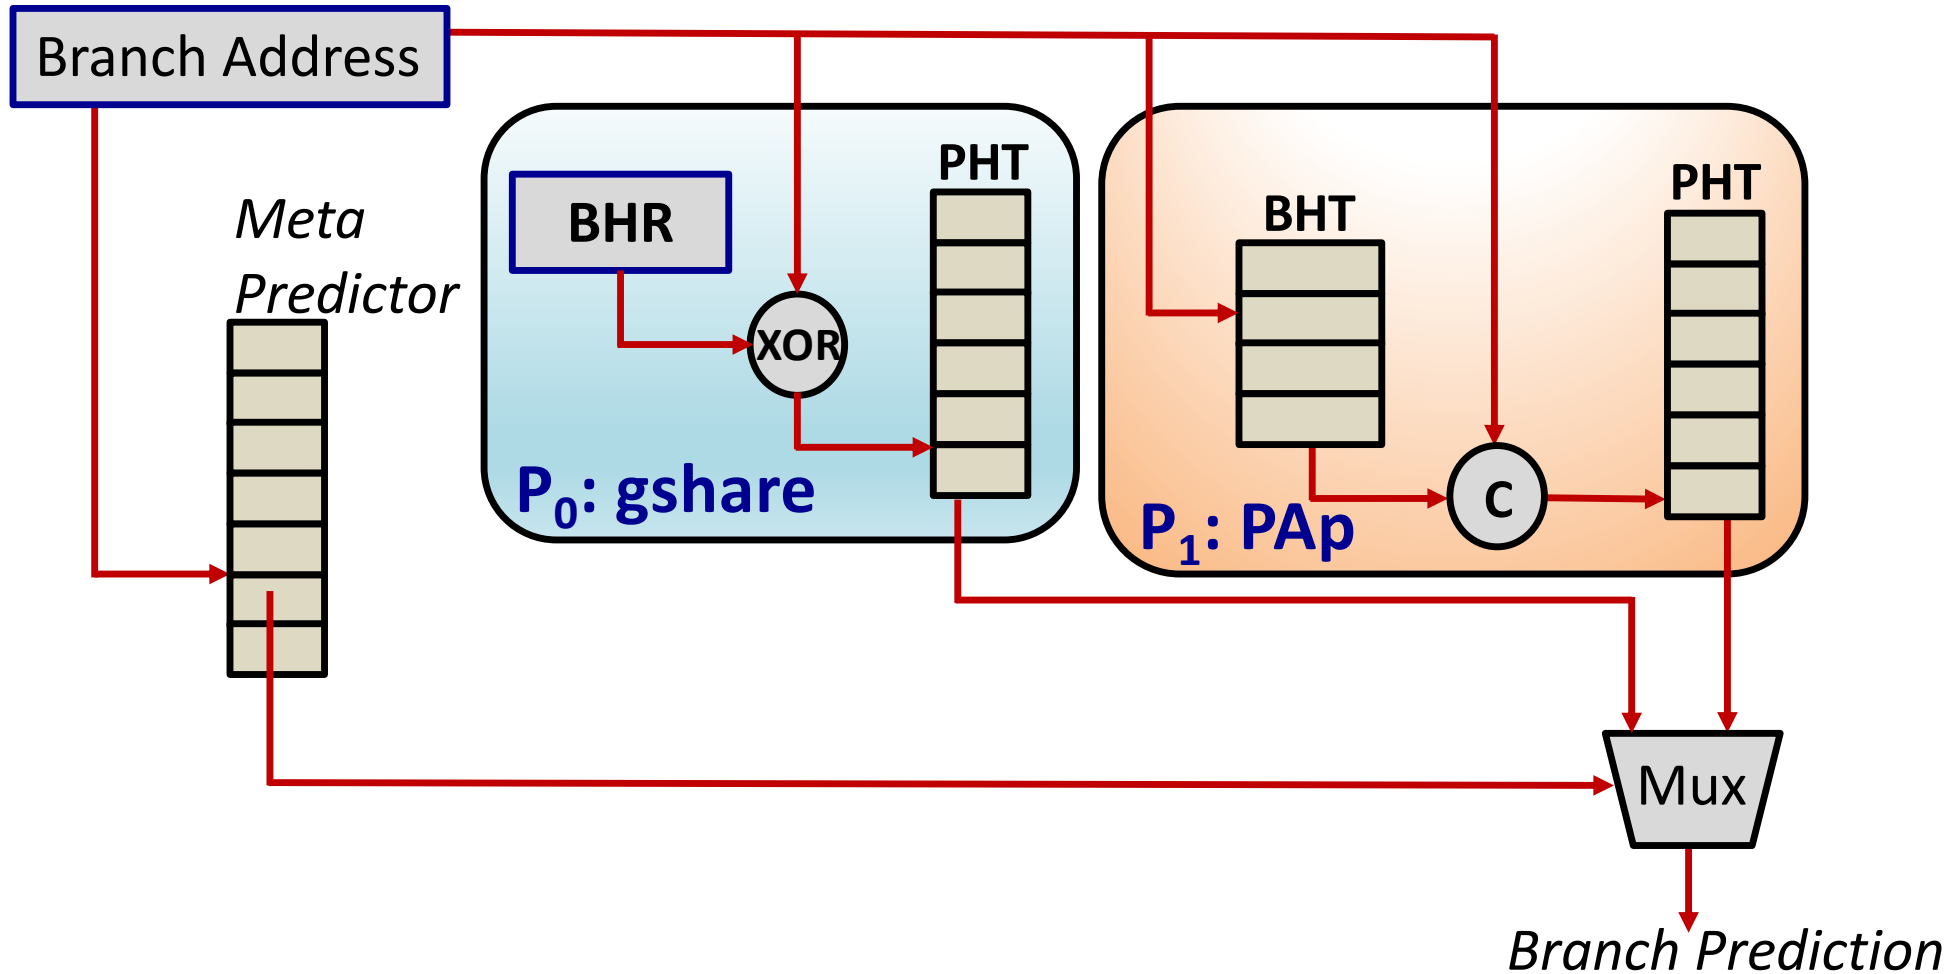 Branch Address
Meta
Predictor
BHR
XOR
PHT
P0: gshare
BHT
PHT
C
P1: PAp
Mux
Branch Prediction